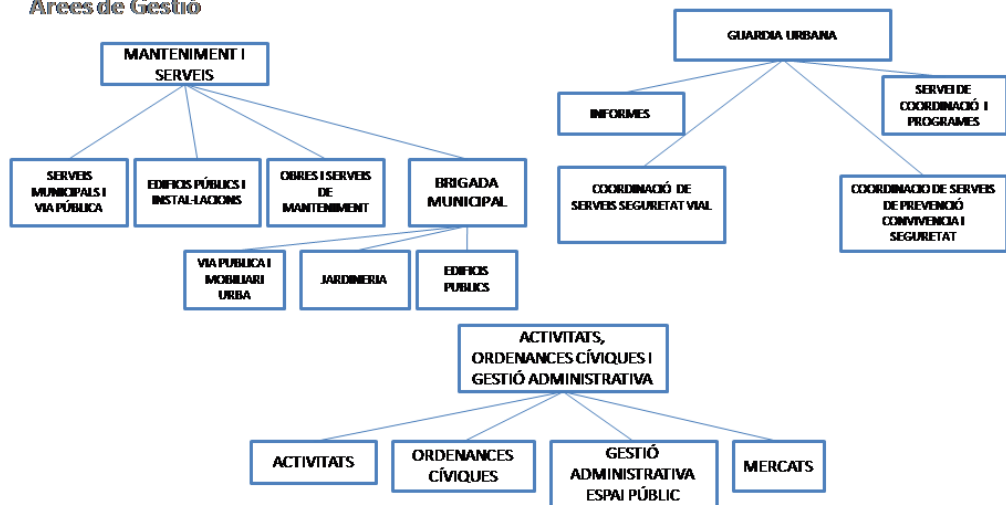 Àrees de Gestió
MANTENIMENT I
SERVEIS
SERVEIS
MUNICIPALS I
VIA PÚBLICA
EDIFICIS PÚBLICS I
INSTAL·LACIONS
OBRES I SERVEIS
DE
MANTENIMENT
BRIGADA
MUNICIPAL
VIA PUBLICA I
MOBILIARI
URBA
JARDINERIA
EDIFICIS
PUBLICS
GUARDIA URBANA
INFORMES
SERVEI DE
COORDINACIÓ I
PROGRAMES
COORDINACIÓ DE
SERVEIS SEGURETAT VIAL
COORDINACIO DE SERVEIS
DE PREVENCIÓ
CONVIVENCIA I
SEGURETAT
ACTIVITATS,
ORDENANCES CÍVIQUES I
GESTIÓ ADMINISTRATIVA
ACTIVITATS
ORDENANCES
CÍVIQUES
GESTIÓ
ADMINISTRATIVA
ESPAI PÚBLIC
MERCATS